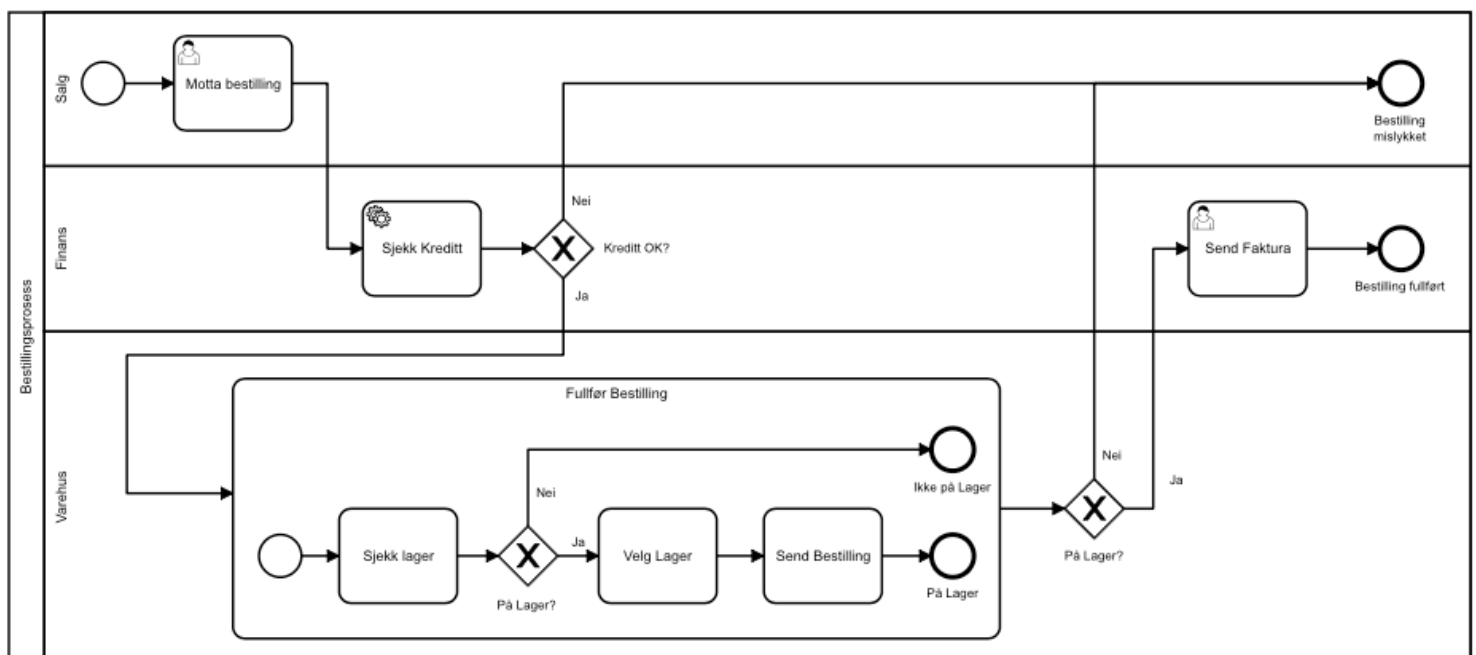 Bestillingsprosess
Salg
Motta bestilling
Bestilling
mislykket
Finans
Sjekk Kreditt
Nei
Kreditt OK?
Ja
Send Faktura
Bestilling fullført
Varehus
Fullfør Bestilling
Sjekk lager
Nei
Ja
På Lager?
Velg Lager
Send Bestilling
Ikke på Lager
På Lager
Nei
Ja
På Lager?